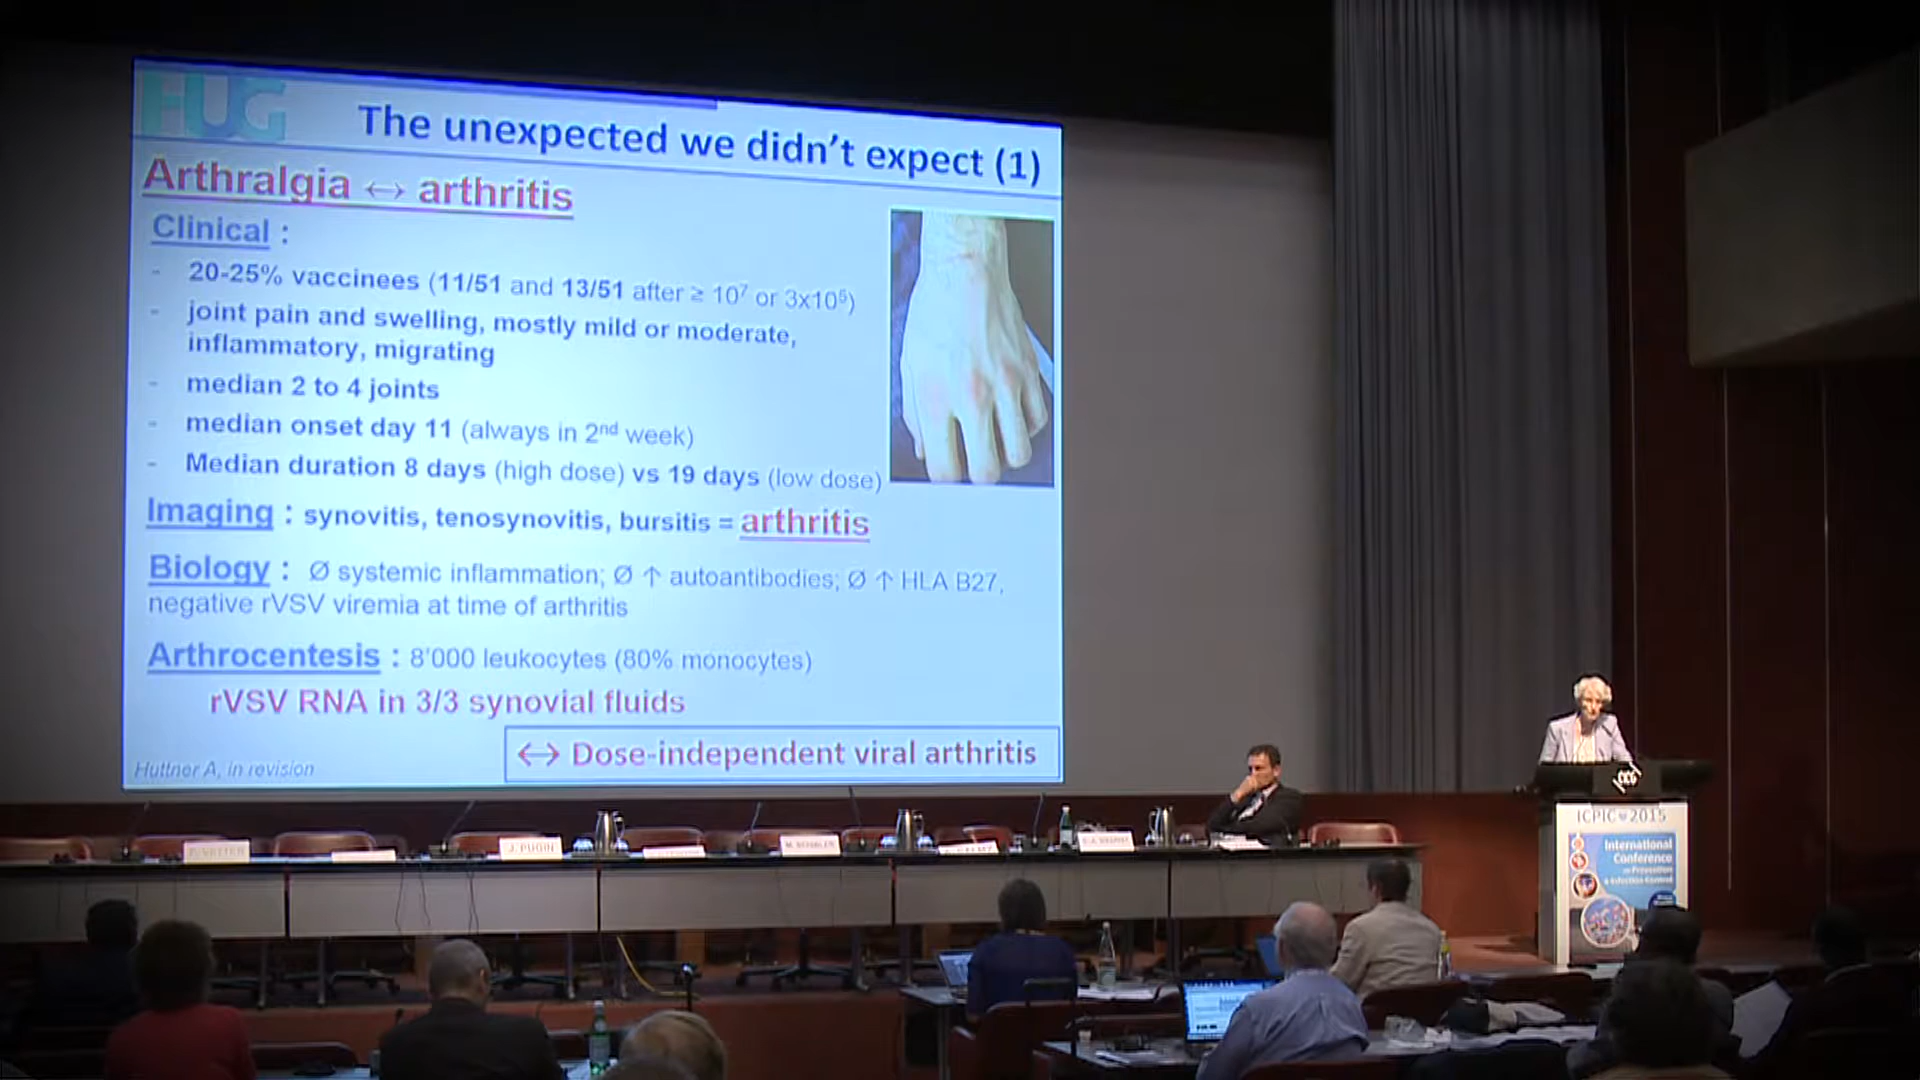 HUG
The unexpected we didn't expect (1)
Arthralgia ↔ arthritis
Clinical :
- 20-25% vaccinees (11/51 and 13/51 after ≥ 10⁷ or 3x10⁵)
- joint pain and swelling, mostly mild or moderate,
inflammatory, migrating
- median 2 to 4 joints
- median onset day 11 (always in 2nd week)
- Median duration 8 days (high dose) vs 19 days (low dose)
Imaging : synovitis, tenosynovitis, bursitis = arthritis
Biology : Ø systemic inflammation; Ø ↑ autoantibodies; Ø ↑ HLA B27,
negative rVSV viremia at time of arthritis
Arthrocentesis : 8'000 leukocytes (80% monocytes)
rVSV RNA in 3/3 synovial fluids
↔ Dose-independent viral arthritis
Huttner A, in revision
J. PUGIN
CICG
ICPIC 2015
International
Conference
on Prevention
& Infection Control